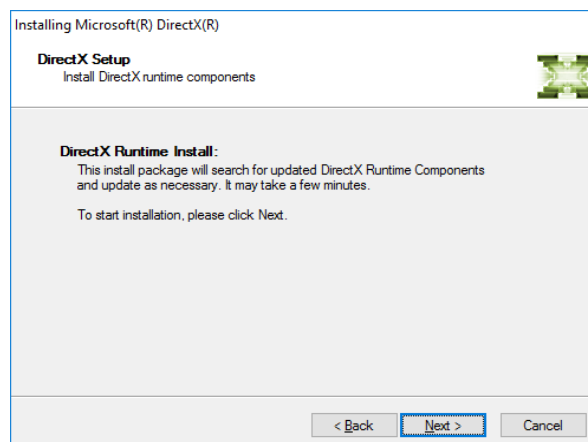 Installing Microsoft(R) DirectX(R)
DirectX Setup
Install DirectX runtime components
DirectX Runtime Install:
This install package will search for updated DirectX Runtime Components
and update as necessary. It may take a few minutes.
To start installation, please click Next.
< Back
Next >
Cancel